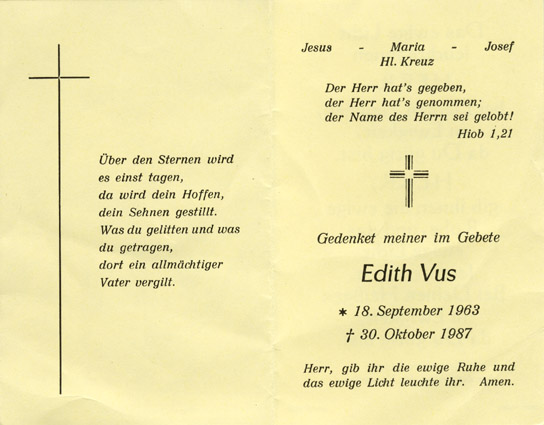 Über den Sternen wird
es einst tagen,
da wird dein Hoffen,
dein Sehnen gestillt.
Was du gelitten und was
du getragen,
dort ein allmächtiger
Vater vergilt.
Jesus - Maria - Josef
Hl. Kreuz
Der Herr hat's gegeben,
der Herr hat's genommen;
der Name des Herrn sei gelobt!
Hiob 1,21
Gedenket meiner im Gebete
Edith Vus
* 18. September 1963
† 30. Oktober 1987
Herr, gib ihr die ewige Ruhe und
das ewige Licht leuchte ihr. Amen.